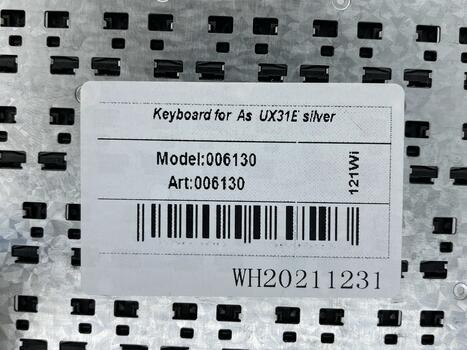 Keyboard for As UX31E silver
Model:006130
Art:006130
121Wi
WH20211231